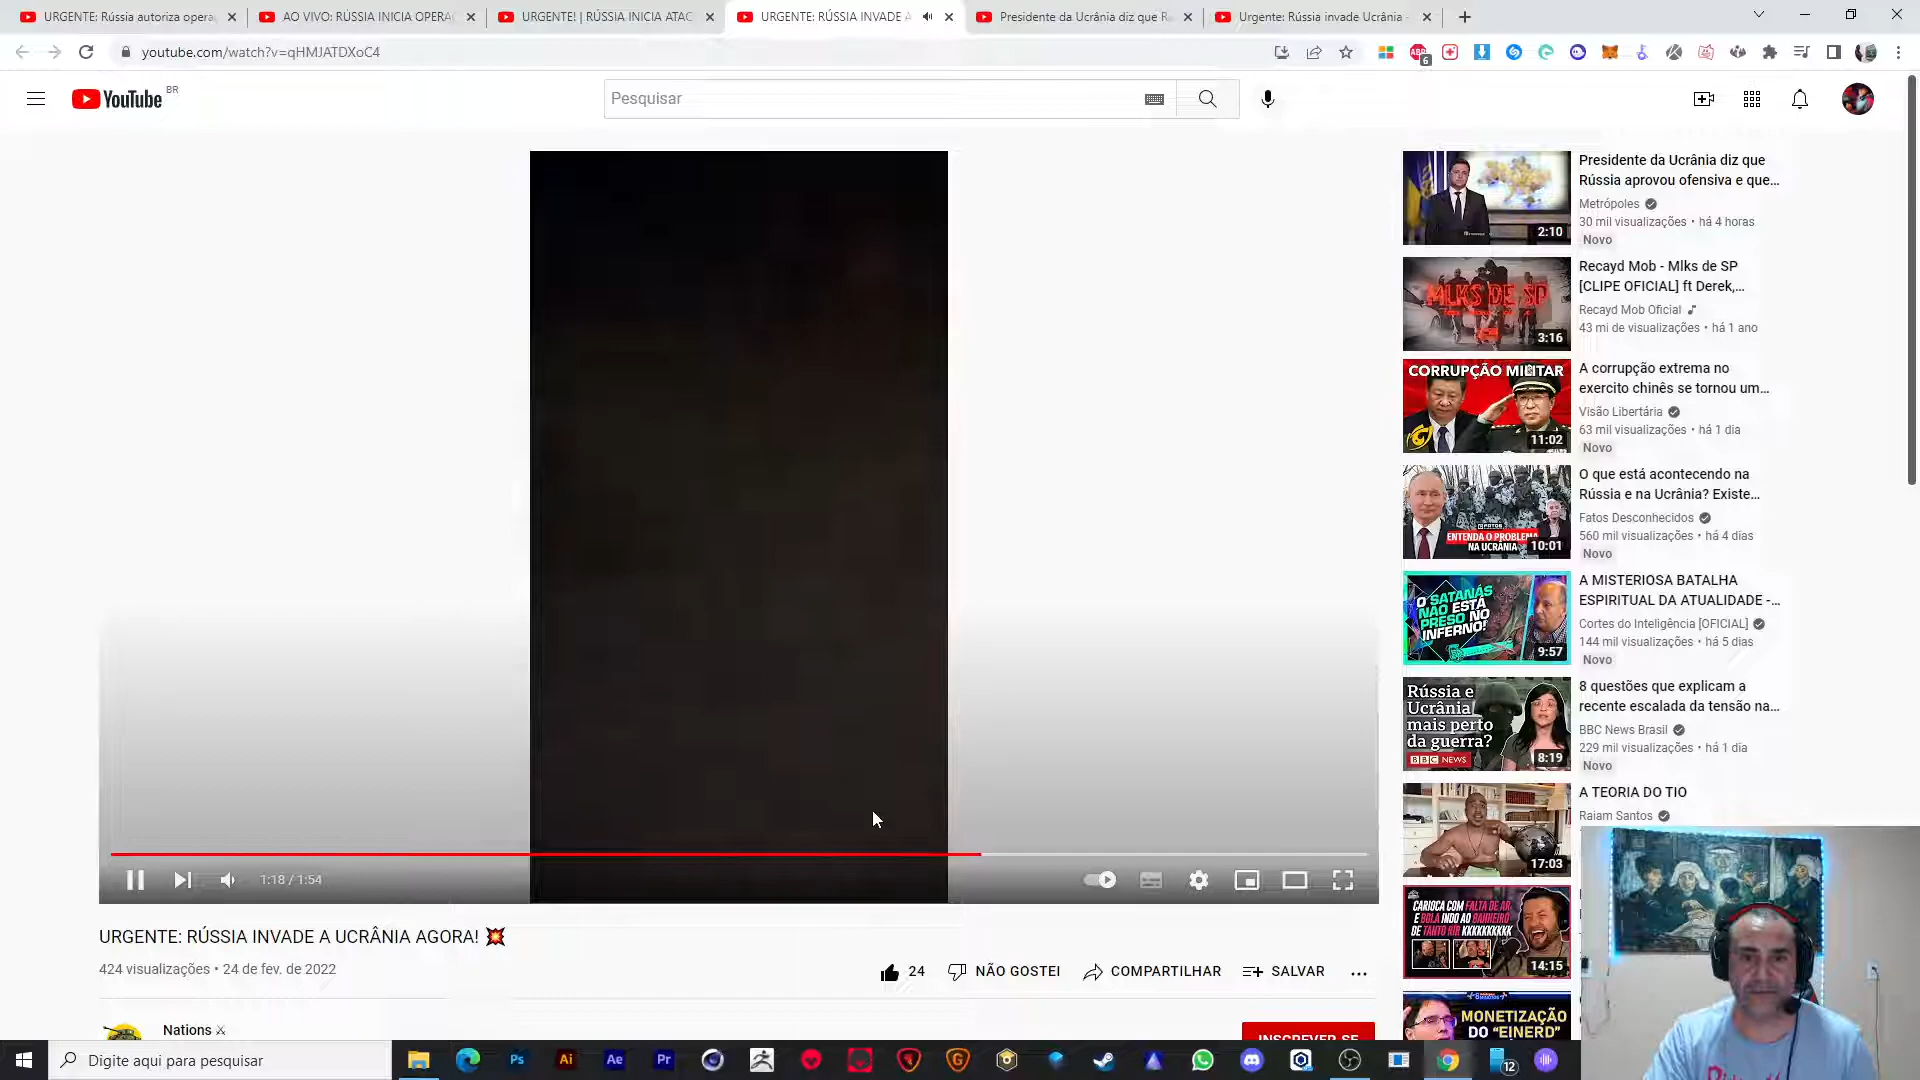 URGENTE: Rússia autoriza opera
AO VIVO: RÚSSIA INICIA OPERAÇ
URGENTE! | RÚSSIA INICIA ATAC
URGENTE: RÚSSIA INVADE A
Presidente da Ucrânia diz que R
Urgente: Rússia invade Ucrânia -
youtube.com/watch?v=qHMJATDXoC4
ABP
6
YouTube BR
Pesquisar
Presidente da Ucrânia diz que
Rússia aprovou ofensiva e que...
Metrópoles
30 mil visualizações • há 4 horas
Novo
2:10
MLKS DE SP
3:16
Recayd Mob - Mlks de SP
[CLIPE OFICIAL] ft Derek,...
Recayd Mob Oficial
43 mi de visualizações • há 1 ano
CORRUPÇÃO MILITAR
11:02
A corrupção extrema no
exercito chinês se tornou um...
Visão Libertária
63 mil visualizações • há 1 dia
Novo
FATOS
ENTENDA O PROBLEMA
NA UCRÂNIA
10:01
O que está acontecendo na
Rússia e na Ucrânia? Existe...
Fatos Desconhecidos
560 mil visualizações • há 4 dias
Novo
O SATANÁS
NÃO ESTÁ
PRESO NO
INFERNO!
9:57
A MISTERIOSA BATALHA
ESPIRITUAL DA ATUALIDADE -...
Cortes do Inteligência [OFICIAL]
144 mil visualizações • há 5 dias
Novo
Rússia e
Ucrânia
mais perto
da guerra?
BBC NEWS
8:19
8 questões que explicam a
recente escalada da tensão na...
BBC News Brasil
229 mil visualizações • há 1 dia
Novo
17:03
A TEORIA DO TIO
Raiam Santos
CARIOCA COM FALTA DE AR
E BOLA INDO AO BANHEIRO
DE TANTO RIR KKKKKKKKKK
14:15
MONETIZAÇÃO
DO "EINERD"
1:18 / 1:54
URGENTE: RÚSSIA INVADE A UCRÂNIA AGORA! 💥
424 visualizações • 24 de fev. de 2022
24
NÃO GOSTEI
COMPARTILHAR
SALVAR
Nations ⚔
INSCREVER-SE
Digite aqui para pesquisar
Ps
Ai
Ae
Pr
12